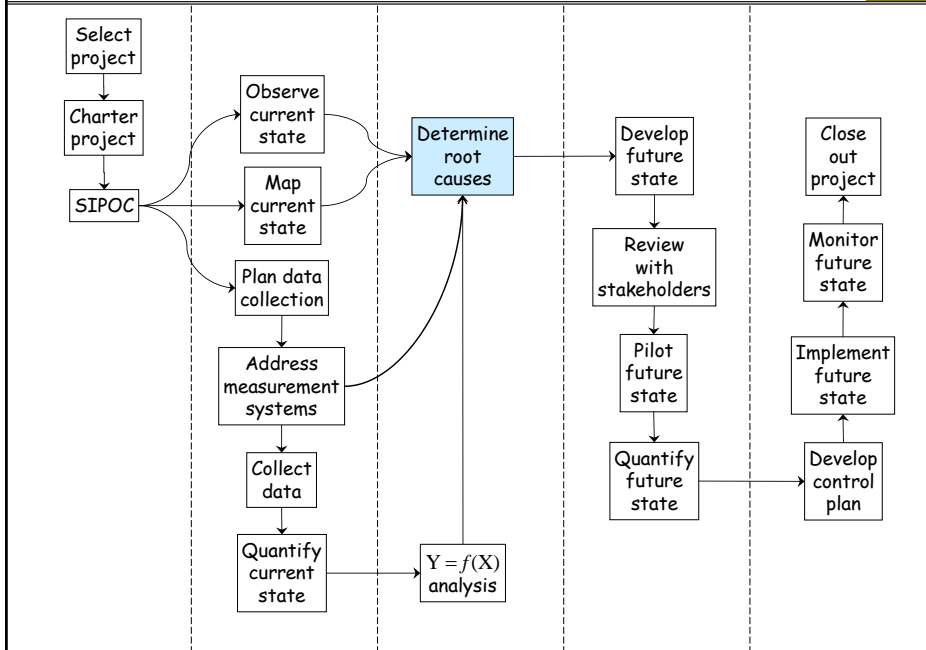 Select
project
Charter
project
SIPOC
Observe
current
state
Map
current
state
Plan data
collection
Address
measurement
systems
Collect
data
Quantify
current
state
Determine
root
causes
Y = f(X)
analysis
Develop
future
state
Review
with
stakeholders
Pilot
future
state
Quantify
future
state
Close
out
project
Monitor
future
state
Implement
future
state
Develop
control
plan